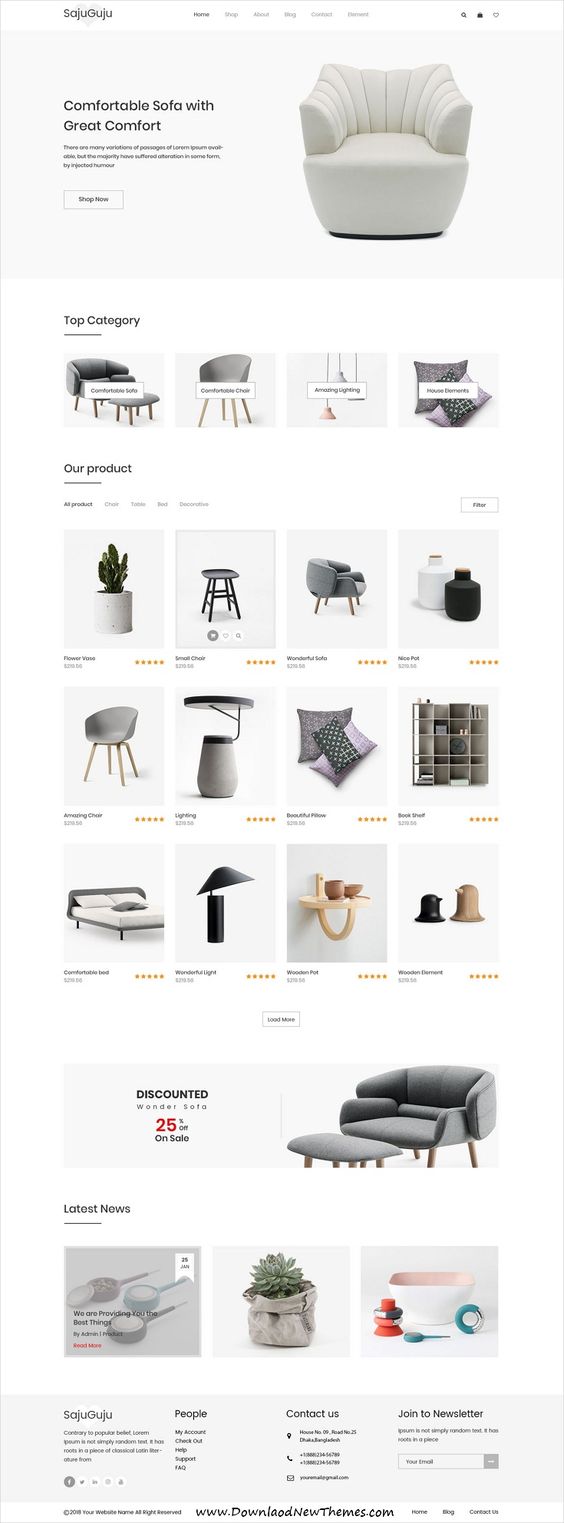 SajuGuju
Home Shop About Blog Contact Element
Comfortable Sofa with
Great Comfort
There are many variations of passages of Lorem Ipsum avail-
able, but the majority have suffered alteration in some form,
by injected humour
Shop Now
Top Category
Comfortable Sofa
Comfortable Chair
Amazing Lighting
House Elements
Our product
All product Chair Table Bed Decorative
Filter
Flower Vase
$219.56
Small Chair
$219.56
Wonderful Sofa
$219.56
Nice Pot
$219.56
Amazing Chair
$219.56
Lighting
$219.56
Beautiful Pillow
$219.56
Book Shelf
$219.56
Comfortable bed
$219.56
Wonderful Light
$219.56
Wooden Pot
$219.56
Wooden Element
$219.56
Load More
DISCOUNTED
Wonder Sofa
25 % Off
On Sale
Latest News
25
JAN
We are Providing You the
Best Things
By Admin | Product
Read More
SajuGuju
Contrary to popular belief, Lorem
Ipsum is not simply random text. It has
roots in a piece of classical Latin liter-
ature from
People
My Account
Check Out
Help
Support
FAQ
Contact us
House No. 09, Road No.25
Dhaka,Bangladesh
+1(888)234-56789
+1(888)234-56789
youremail@gmail.com
Join to Newsletter
Ipsum is not simply random text. It has
roots in a piece
Your Email
©2018 Your Website Name All Right Reserved
www.DownlaodNewThemes.com
Home Blog Contact Us